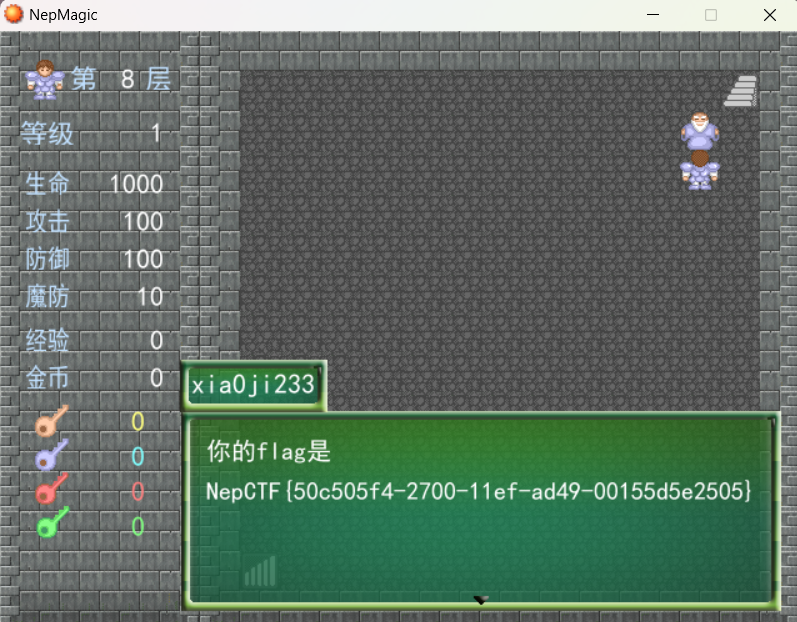 NepMagic
第 8 层
等级 1
生命 1000
攻击 100
防御 100
魔防 10
经验 0
金币 0
0
0
0
0
xia0ji233
你的flag是
NepCTF{50c505f4-2700-11ef-ad49-00155d5e2505}